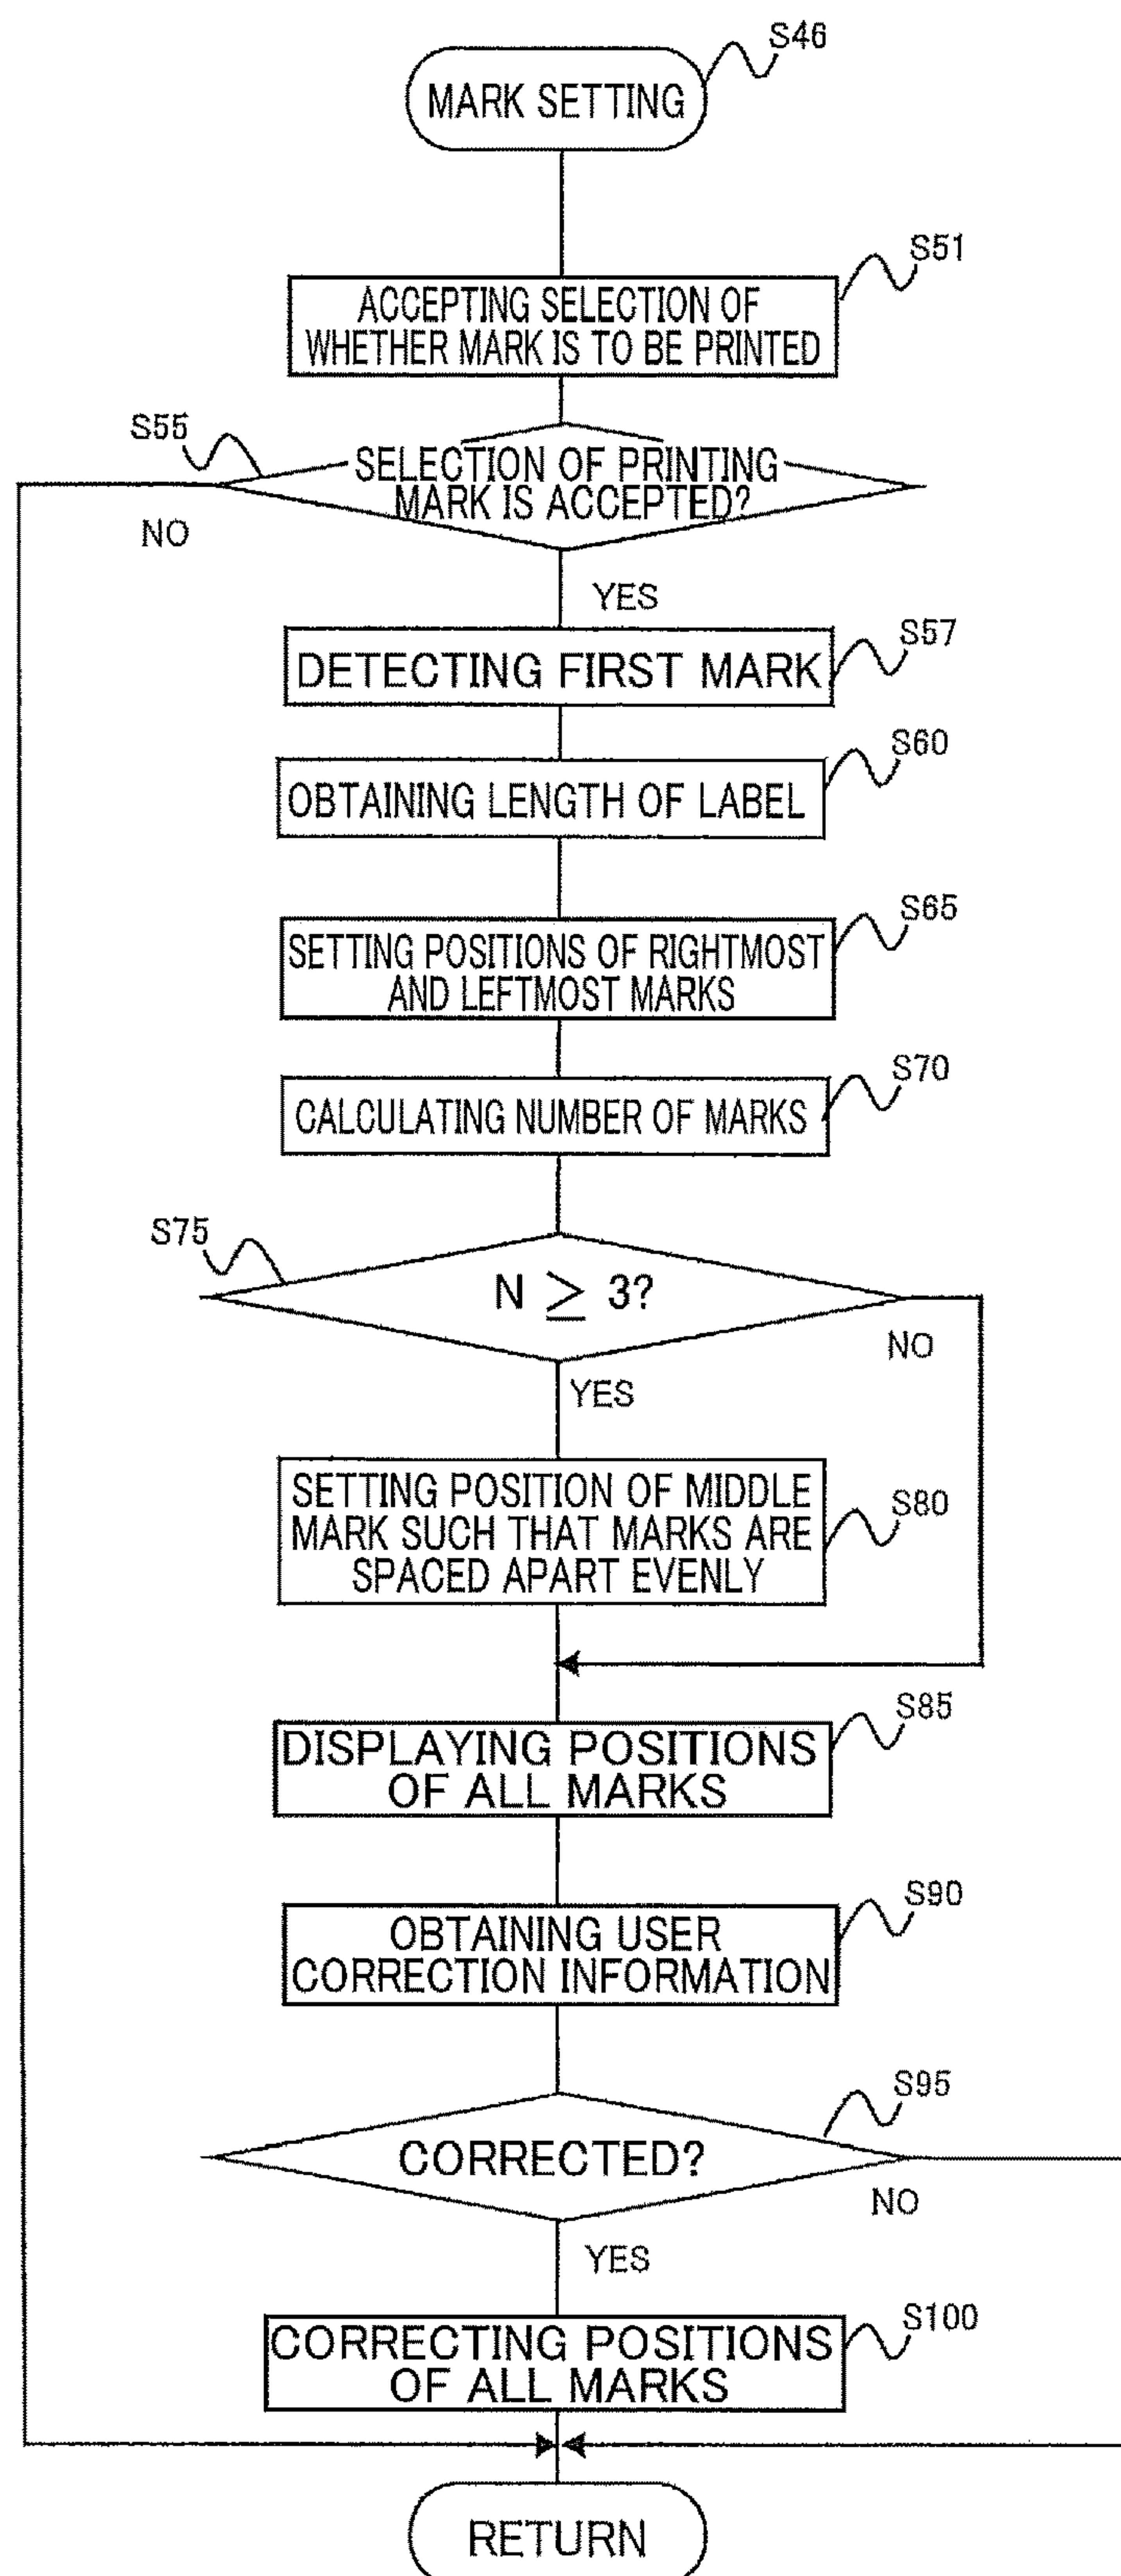 S46
MARK SETTING
S51
ACCEPTING SELECTION OF
WHETHER MARK IS TO BE PRINTED
S55
SELECTION OF PRINTING
MARK IS ACCEPTED?
NO
YES
S57
DETECTING FIRST MARK
S60
OBTAINING LENGTH OF LABEL
S65
SETTING POSITIONS OF RIGHTMOST
AND LEFTMOST MARKS
S70
CALCULATING NUMBER OF MARKS
S75
N ≥ 3?
NO
YES
SETTING POSITION OF MIDDLE
MARK SUCH THAT MARKS ARE
SPACED APART EVENLY
S80
S85
DISPLAYING POSITIONS
OF ALL MARKS
S90
OBTAINING USER
CORRECTION INFORMATION
S95
CORRECTED?
NO
YES
S100
CORRECTING POSITIONS
OF ALL MARKS
RETURN